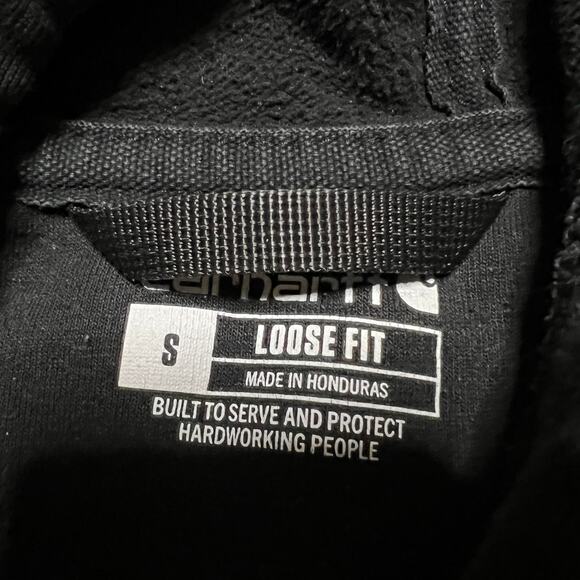 carhartt
S
LOOSE FIT
MADE IN HONDURAS
BUILT TO SERVE AND PROTECT
HARDWORKING PEOPLE